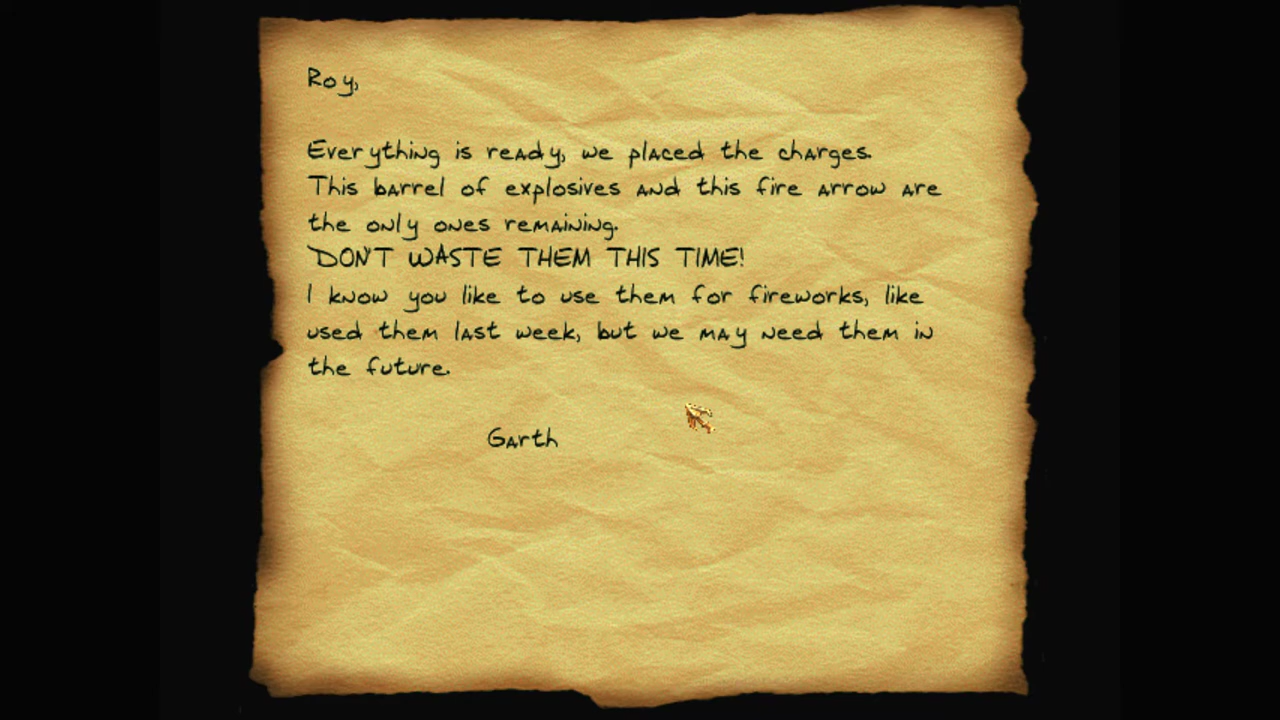 Roy,
Everything is ready, we placed the charges.
This barrel of explosives and this fire arrow are
the only ones remaining.
DON'T WASTE THEM THIS TIME!
I know you like to use them for fireworks, like
used them last week, but we may need them in
the future.
Garth